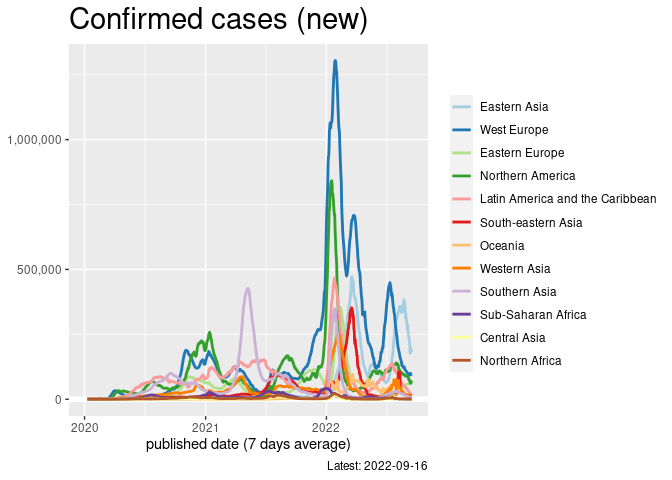 Confirmed cases (new)
1,000,000
500,000
0
2020
2021
2022
published date (7 days average)
Latest: 2022-09-16
Eastern Asia
West Europe
Eastern Europe
Northern America
Latin America and the Caribbean
South-eastern Asia
Oceania
Western Asia
Southern Asia
Sub-Saharan Africa
Central Asia
Northern Africa